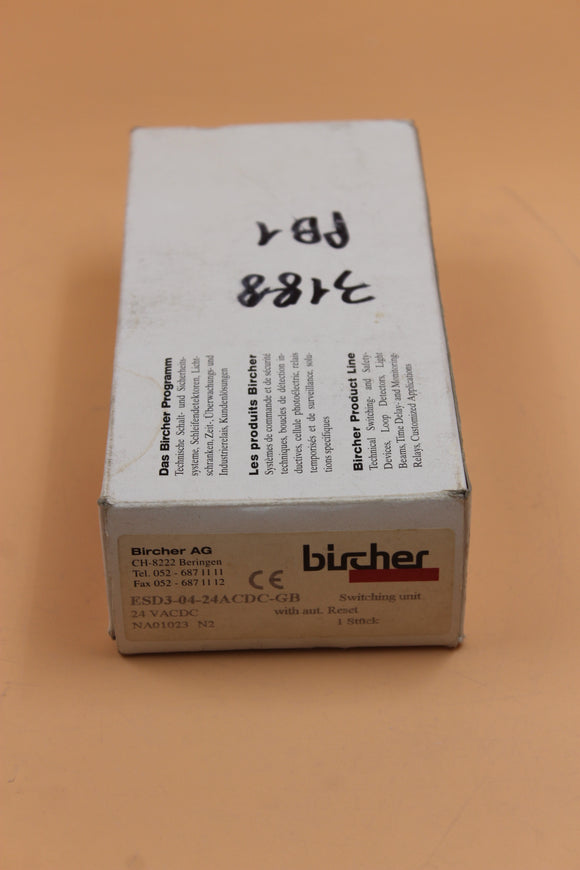 PB1
3188
Das Bircher Programm
Technische Schalt- und Sicherheits-
systeme, Schleifendetektoren, Licht-
schranken, Zeit-, Überwachungs- und
Industrierelais, Kundenlösungen
Les produits Bircher
Systèmes de commande et de sécurité
techniques, boucles de détection in-
ductives, cellule photoelectric, relais
temporisés et de surveillance, solu-
tions spécifiques
Bircher Product Line
Technical Switching- and Safety-
Devices, Loop Detectors, Light
Beams, Time Delay- and Monitoring
Relays, Customized Applications
Bircher AG
CH-8222 Beringen
Tel. 052 - 687 11 11
Fax 052 - 687 11 12
CE
bircher
ESD3-04-24ACDC-GB Switching unit
24 VACDC with aut. Reset
NA01023 N2 1 Stück